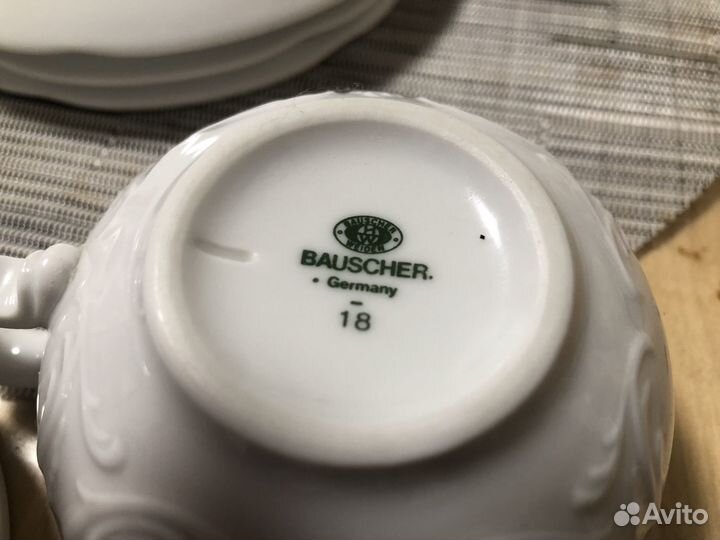 BAUSCHER
WEIDEN
BAUSCHER.
• Germany
–
18
Avito